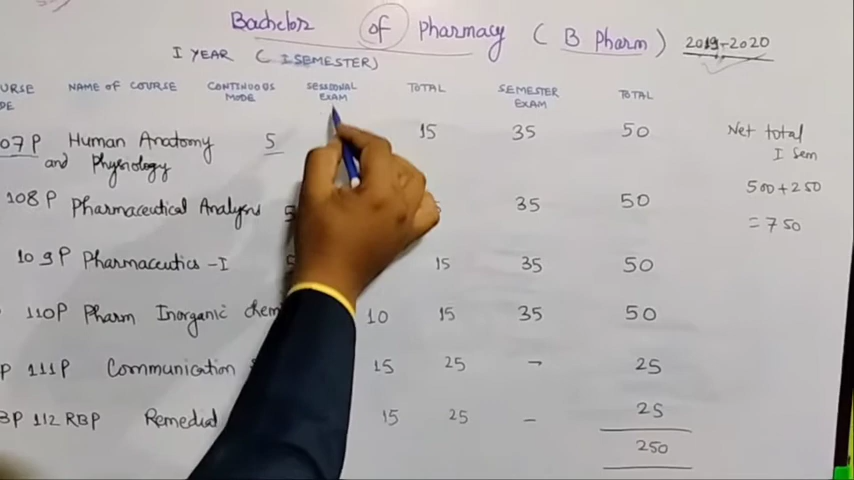 Bachelor of Pharmacy ( B Pharm ) 2019-2020
I YEAR ( I SEMESTER)
URSE NAME OF COURSE CONTINUOUS SESSIONAL TOTAL SEMESTER TOTAL
DE MODE EXAM EXAM
07 P Human Anatomy 5 15 35 50
and Physiology
108 P Pharmaceutical Analysis 5 35 50
109 P Pharmaceutics - I 15 35 50
110P Pharm Inorganic 10 15 35 50
P 111P Communication 15 25 - 25
BP 112 RBP Remedial 15 25 - 25
250
Net total
I sem
500+250
= 750